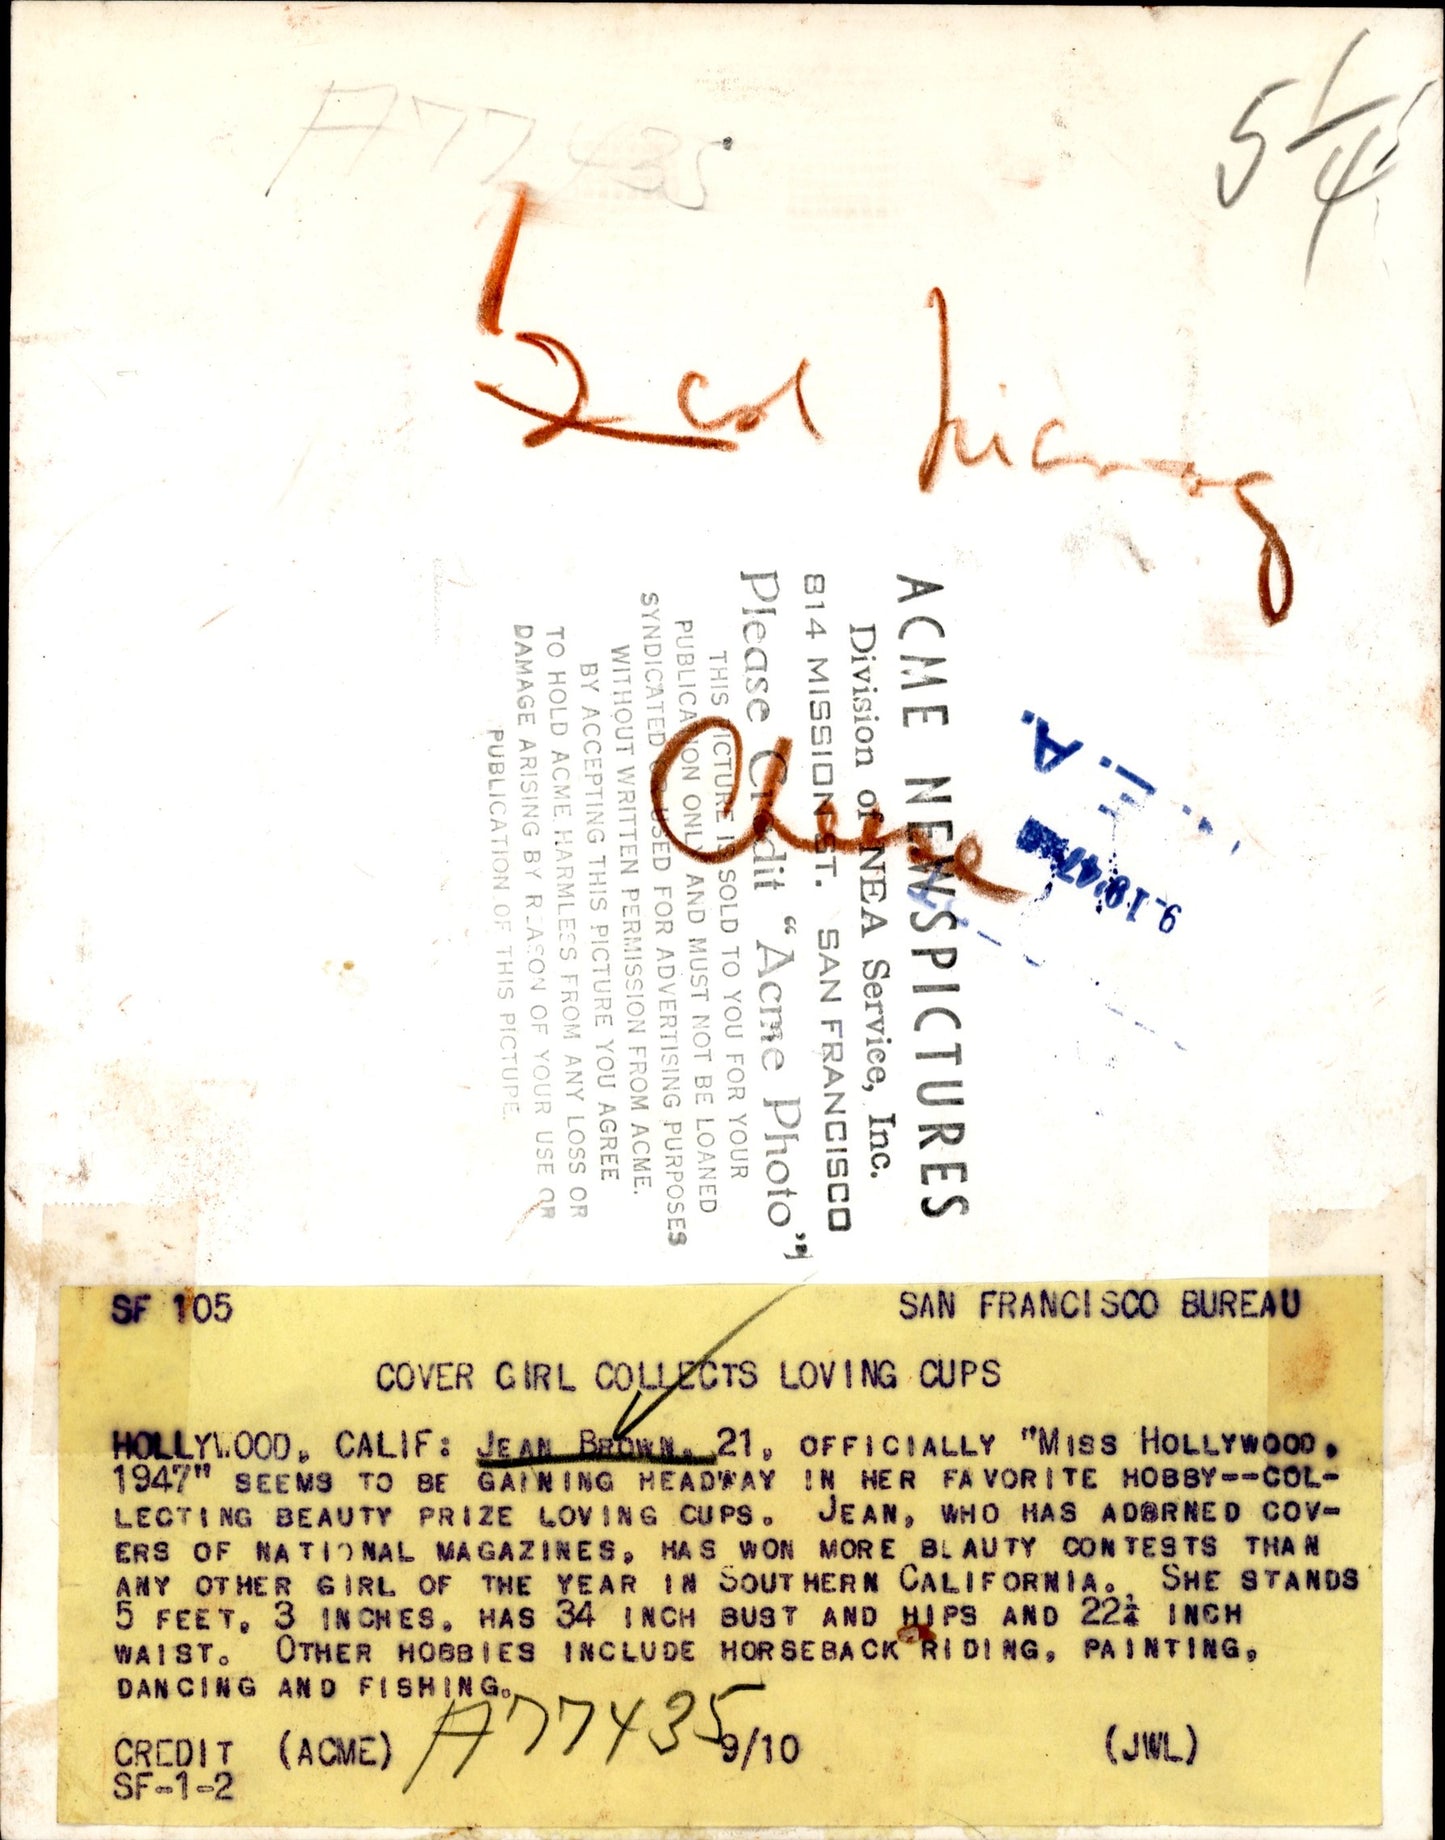 A77435
5 1/4
2 col
ACME NEWSPICTURES
Division of NEA Service, Inc.
814 MISSION ST. SAN FRANCISCO
Please Credit "Acme Photo"
THIS PICTURE IS SOLD TO YOU FOR YOUR
PUBLICATION ONLY AND MUST NOT BE LOANED
SYNDICATED OR USED FOR ADVERTISING PURPOSES
WITHOUT WRITTEN PERMISSION FROM ACME.
BY ACCEPTING THIS PICTURE YOU AGREE
TO HOLD ACME HARMLESS FROM ANY LOSS OR
DAMAGE ARISING BY REASON OF YOUR USE OR
PUBLICATION OF THIS PICTURE.
E. A.
SF 105 SAN FRANCISCO BUREAU
COVER GIRL COLLECTS LOVING CUPS
HOLLYWOOD, CALIF: JEAN BROWN, 21, OFFICIALLY "MISS HOLLYWOOD,
1947" SEEMS TO BE GAINING HEADWAY IN HER FAVORITE HOBBY--COL-
LECTING BEAUTY PRIZE LOVING CUPS. JEAN, WHO HAS ADORNED COV-
ERS OF NATIONAL MAGAZINES, HAS WON MORE BEAUTY CONTESTS THAN
ANY OTHER GIRL OF THE YEAR IN SOUTHERN CALIFORNIA. SHE STANDS
5 FEET, 3 INCHES, HAS 34 INCH BUST AND HIPS AND 22¼ INCH
WAIST. OTHER HOBBIES INCLUDE HORSEBACK RIDING, PAINTING,
DANCING AND FISHING.
CREDIT (ACME) A77435 9/10 (JWL)
SF-1-2